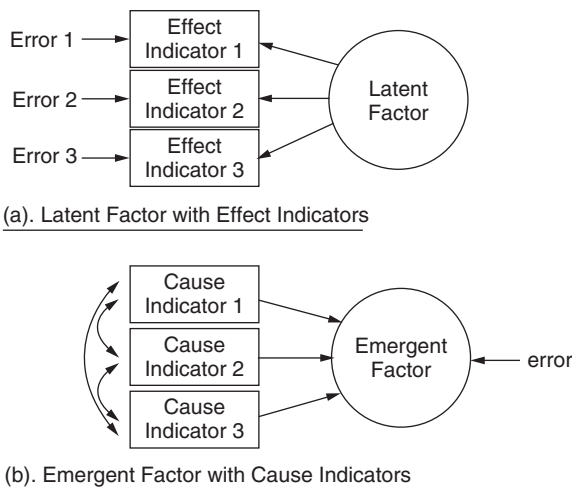 Error 1
Effect
Indicator 1
Error 2
Effect
Indicator 2
Error 3
Effect
Indicator 3
Latent
Factor
(a). Latent Factor with Effect Indicators
Cause
Indicator 1
Cause
Indicator 2
Cause
Indicator 3
Emergent
Factor
error
(b). Emergent Factor with Cause Indicators